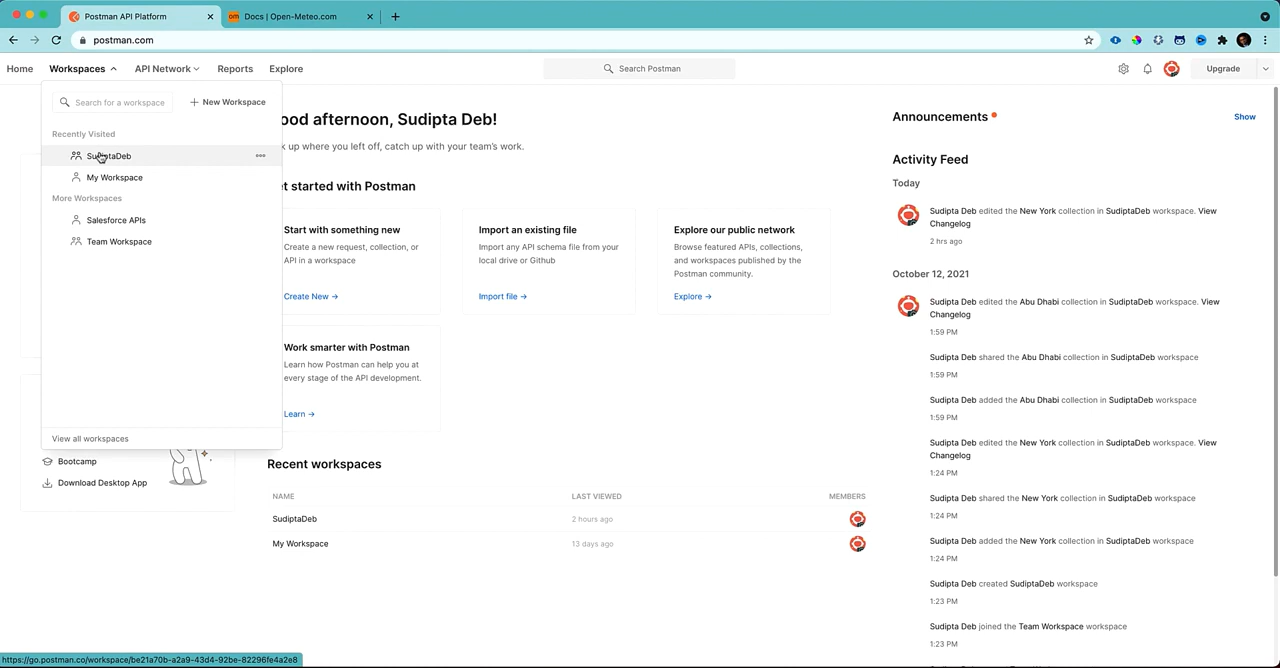 Postman API Platform
Docs | Open-Meteo.com
postman.com
Home
Workspaces
API Network
Reports
Explore
Search Postman
Upgrade
Search for a workspace
New Workspace
Recently Visited
SudiptaDeb
My Workspace
More Workspaces
Salesforce APIs
Team Workspace
View all workspaces
Bootcamp
Download Desktop App
ood afternoon, Sudipta Deb!
k up where you left off, catch up with your team's work.
et started with Postman
Start with something new
Create a new request, collection, or
API in a workspace
Create New →
Import an existing file
Import any API schema file from your
local drive or Github
Import file →
Explore our public network
Browse featured APIs, collections,
and workspaces published by the
Postman community.
Explore →
Work smarter with Postman
Learn how Postman can help you at
every stage of the API development.
Learn →
Recent workspaces
NAME
LAST VIEWED
MEMBERS
SudiptaDeb
2 hours ago
My Workspace
13 days ago
Announcements
Show
Activity Feed
Today
Sudipta Deb edited the New York collection in SudiptaDeb workspace. View
Changelog
2 hrs ago
October 12, 2021
Sudipta Deb edited the Abu Dhabi collection in SudiptaDeb workspace. View
Changelog
1:59 PM
Sudipta Deb shared the Abu Dhabi collection in SudiptaDeb workspace
1:59 PM
Sudipta Deb added the Abu Dhabi collection in SudiptaDeb workspace
1:59 PM
Sudipta Deb edited the New York collection in SudiptaDeb workspace. View
Changelog
1:24 PM
Sudipta Deb shared the New York collection in SudiptaDeb workspace
1:24 PM
Sudipta Deb added the New York collection in SudiptaDeb workspace
1:24 PM
Sudipta Deb created SudiptaDeb workspace
1:23 PM
Sudipta Deb joined the Team Workspace workspace
1:23 PM
https://go.postman.co/workspace/be21a70b-a2a9-43d4-92be-82296fe4a2e8